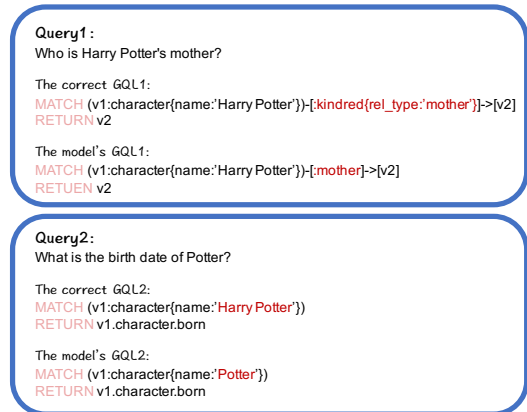 Query1:
Who is Harry Potter's mother?
The correct GQL1:
MATCH (v1:character{name:'Harry Potter'})-[:kindred{rel_type:'mother'}]->[v2]
RETURN v2
The model's GQL1:
MATCH (v1:character{name:'Harry Potter'})-[:mother]->[v2]
RETUEN v2
Query2:
What is the birth date of Potter?
The correct GQL2:
MATCH (v1:character{name:'Harry Potter'})
RETURN v1.character.born
The model's GQL2:
MATCH (v1:character{name:'Potter'})
RETURN v1.character.born